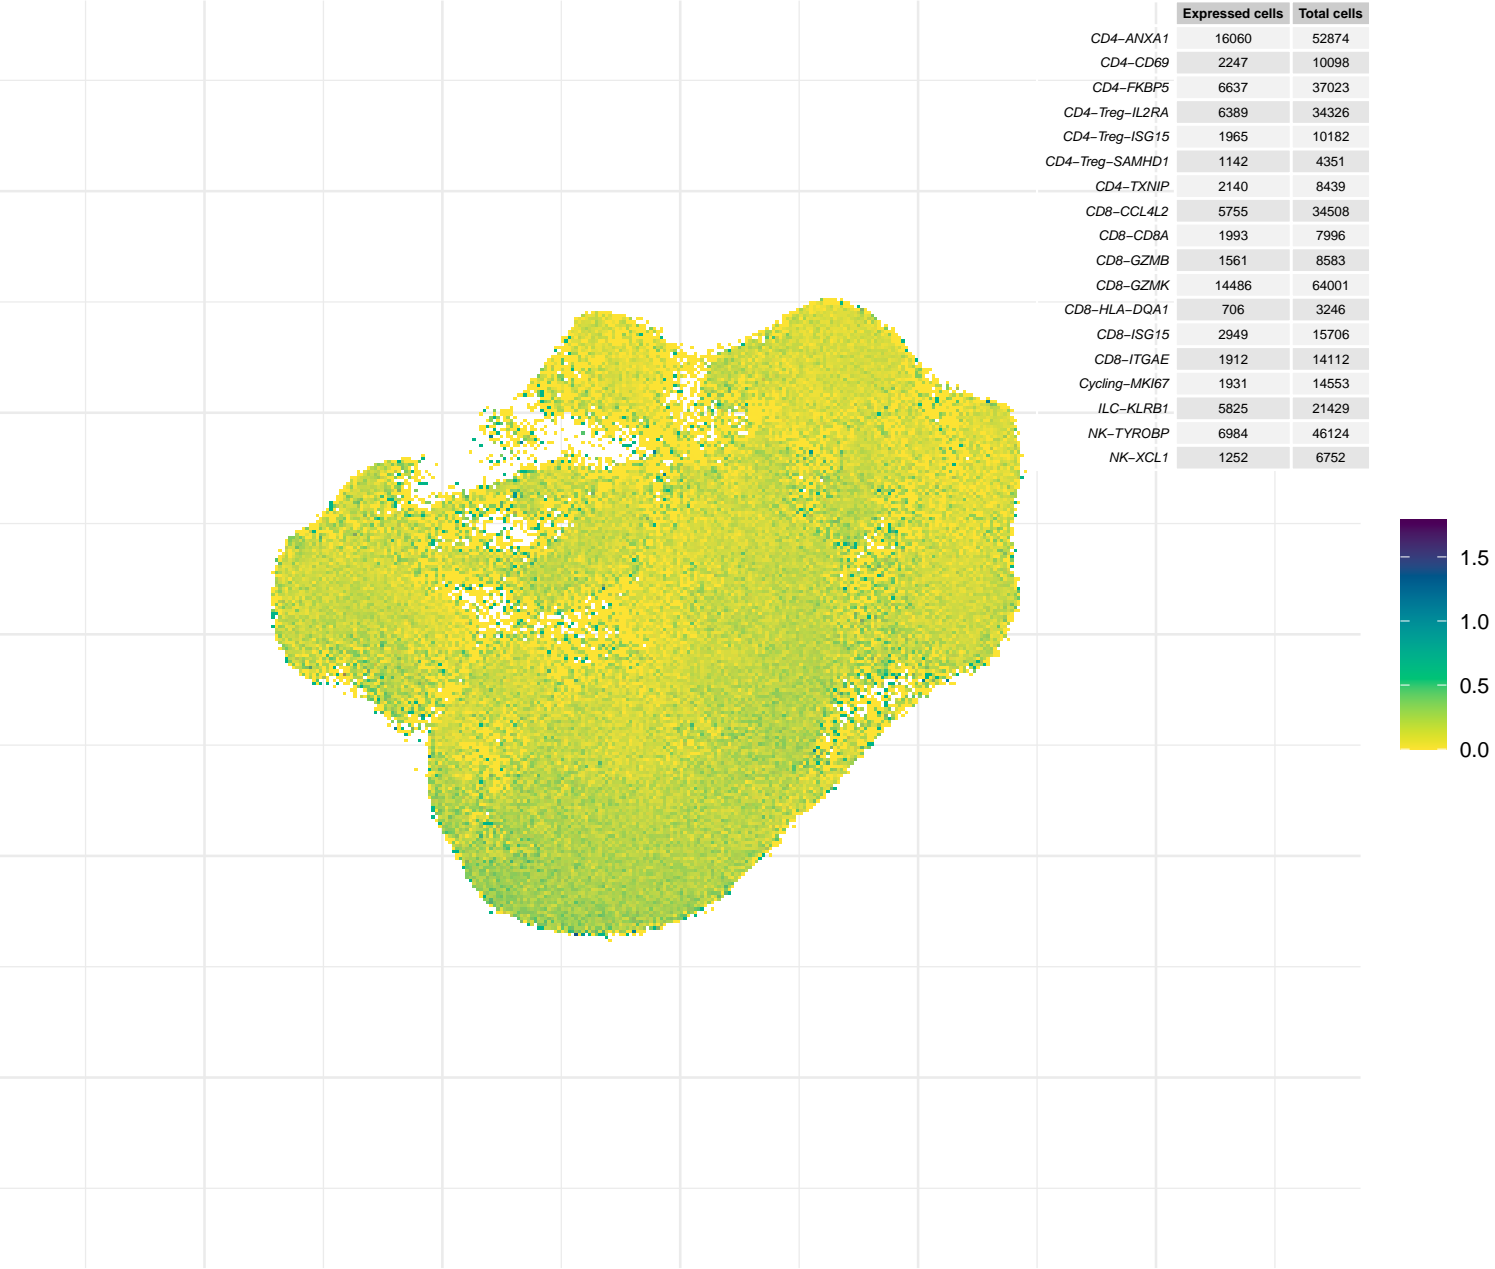 Expressed cells Total cells
CD4−ANXA1 16060 52874
CD4−CD69 2247 10098
CD4−FKBP5 6637 37023
CD4−Treg−IL2RA 6389 34326
CD4−Treg−ISG15 1965 10182
CD4−Treg−SAMHD1 1142 4351
CD4−TXNIP 2140 8439
CD8−CCL4L2 5755 34508
CD8−CD8A 1993 7996
CD8−GZMB 1561 8583
CD8−GZMK 14486 64001
CD8−HLA−DQA1 706 3246
CD8−ISG15 2949 15706
CD8−ITGAE 1912 14112
Cycling−MKI67 1931 14553
ILC−KLRB1 5825 21429
NK−TYROBP 6984 46124
NK−XCL1 1252 6752
1.5
1.0
0.5
0.0